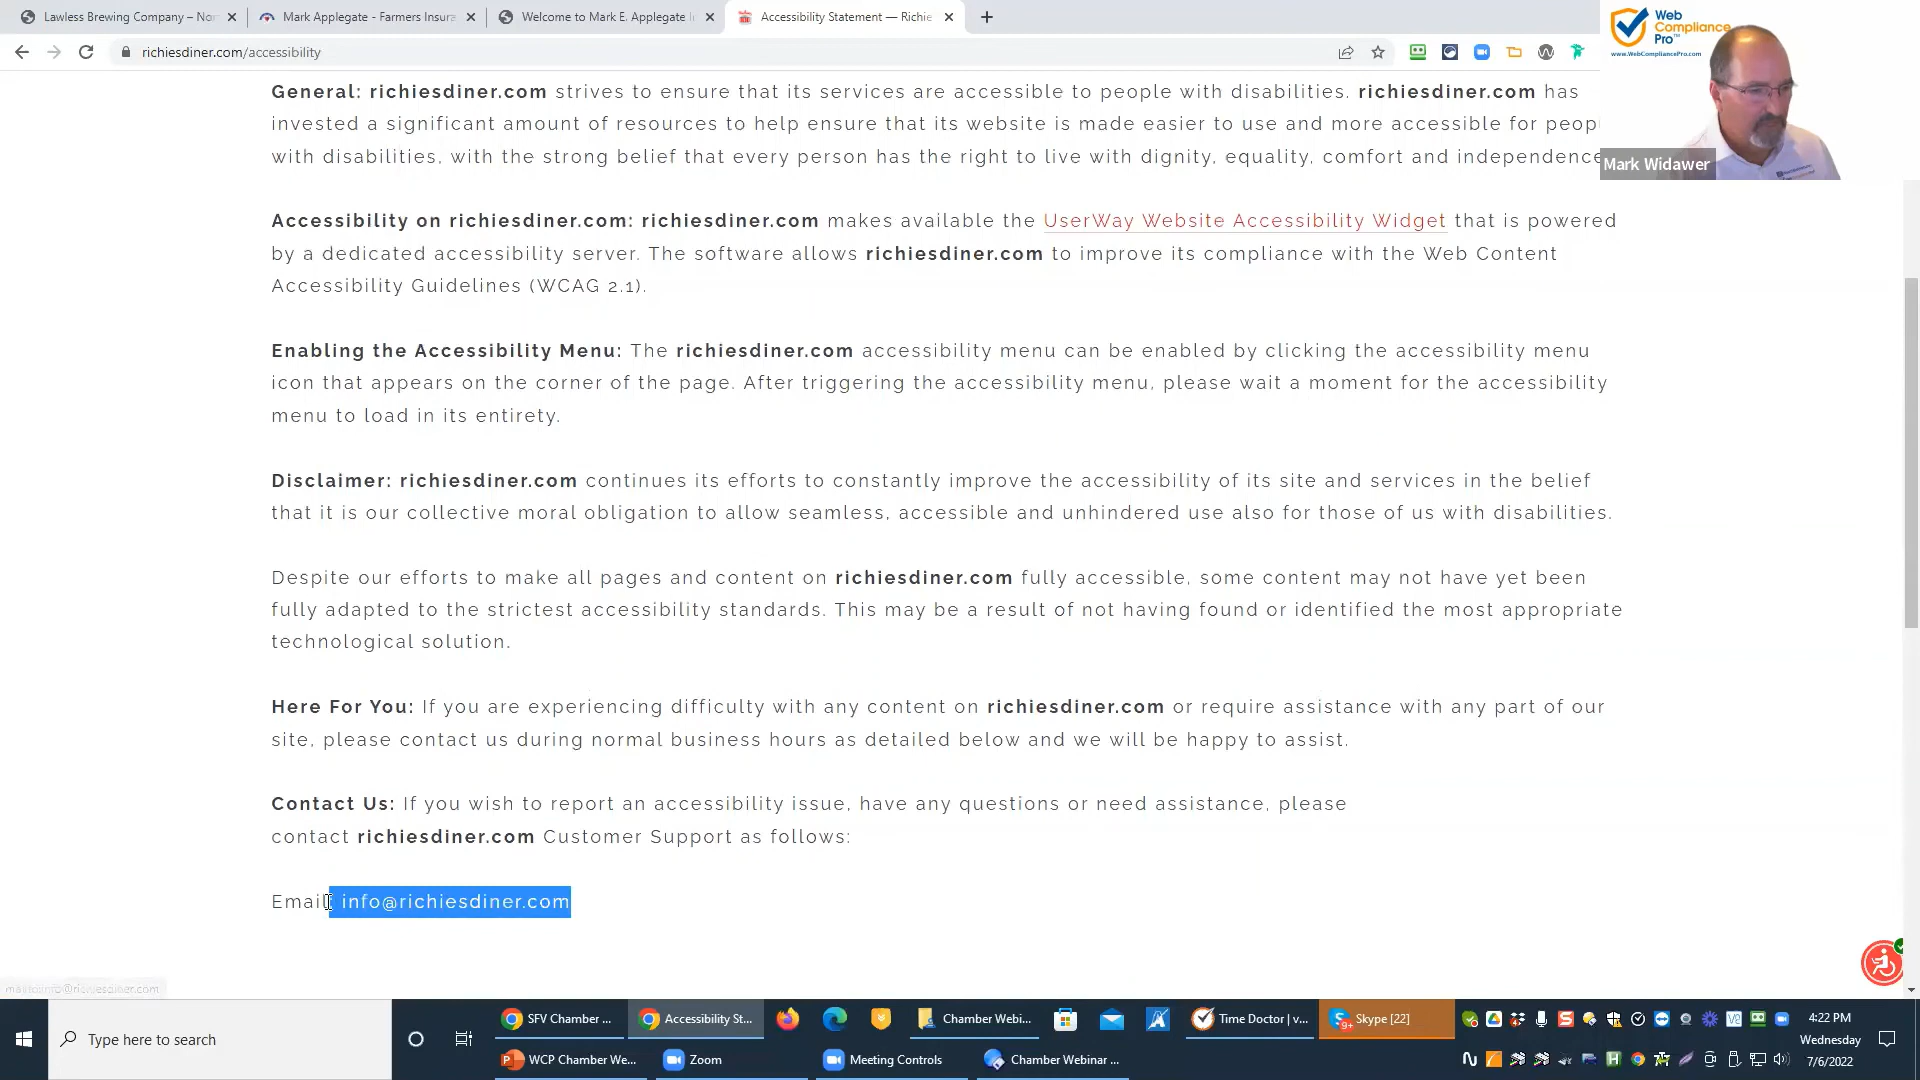 Lawless Brewing Company – Nor
Mark Applegate - Farmers Insura
Welcome to Mark E. Applegate I
Accessibility Statement — Richie
richiesdiner.com/accessibility
Web
Compliance
Pro™
www.WebCompliancePro.com
Mark Widawer
General: richiesdiner.com strives to ensure that its services are accessible to people with disabilities. richiesdiner.com has
invested a significant amount of resources to help ensure that its website is made easier to use and more accessible for peop
with disabilities, with the strong belief that every person has the right to live with dignity, equality, comfort and independence
Accessibility on richiesdiner.com: richiesdiner.com makes available the UserWay Website Accessibility Widget that is powered
by a dedicated accessibility server. The software allows richiesdiner.com to improve its compliance with the Web Content
Accessibility Guidelines (WCAG 2.1).
Enabling the Accessibility Menu: The richiesdiner.com accessibility menu can be enabled by clicking the accessibility menu
icon that appears on the corner of the page. After triggering the accessibility menu, please wait a moment for the accessibility
menu to load in its entirety.
Disclaimer: richiesdiner.com continues its efforts to constantly improve the accessibility of its site and services in the belief
that it is our collective moral obligation to allow seamless, accessible and unhindered use also for those of us with disabilities.
Despite our efforts to make all pages and content on richiesdiner.com fully accessible, some content may not have yet been
fully adapted to the strictest accessibility standards. This may be a result of not having found or identified the most appropriate
technological solution.
Here For You: If you are experiencing difficulty with any content on richiesdiner.com or require assistance with any part of our
site, please contact us during normal business hours as detailed below and we will be happy to assist.
Contact Us: If you wish to report an accessibility issue, have any questions or need assistance, please
contact richiesdiner.com Customer Support as follows:
Email: info@richiesdiner.com
mailto:info@richiesdiner.com
Type here to search
SFV Chamber ...
Accessibility St...
Chamber Webi...
Time Doctor | v...
9+
Skype [22]
WCP Chamber We...
Zoom
Meeting Controls
Chamber Webinar ...
4:22 PM
Wednesday
7/6/2022